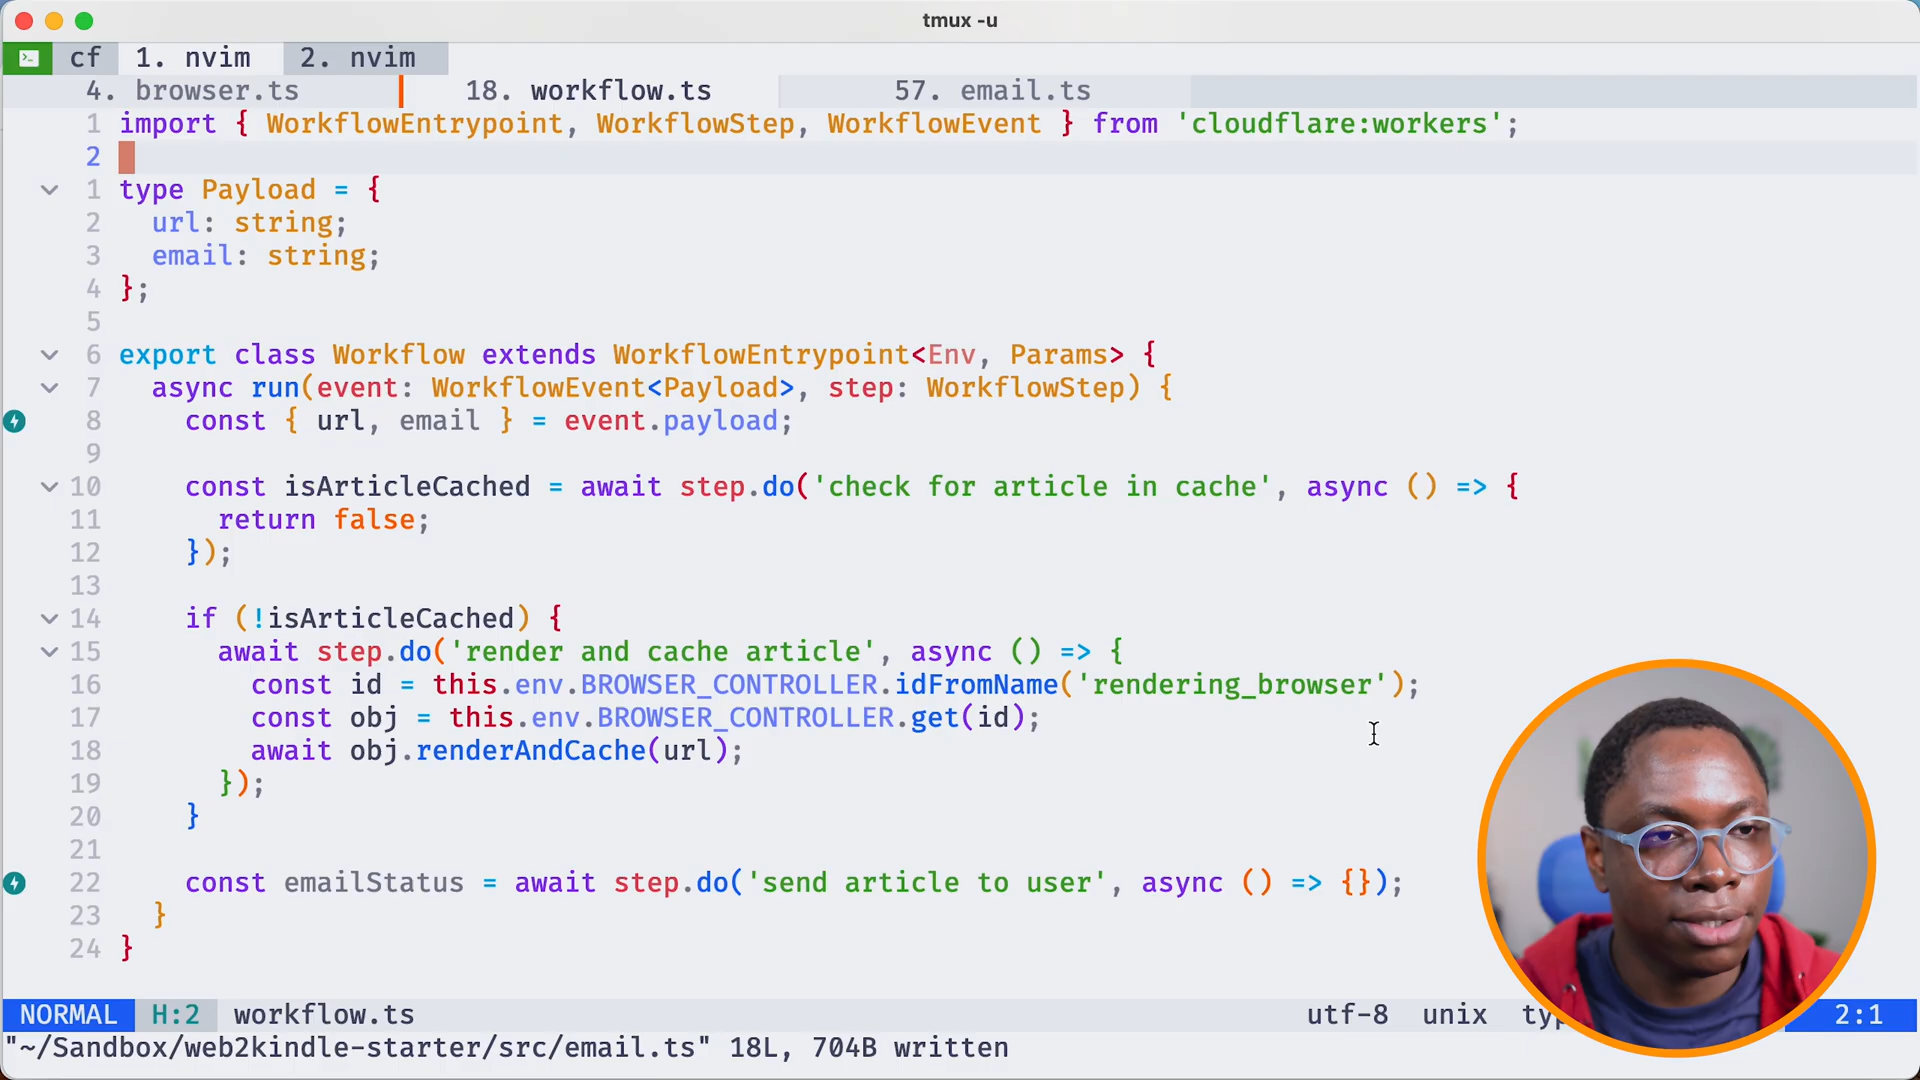 tmux -u
cf 1. nvim 2. nvim
4. browser.ts 18. workflow.ts 57. email.ts
1 import { WorkflowEntrypoint, WorkflowStep, WorkflowEvent } from 'cloudflare:workers';
2
1 type Payload = {
2 url: string;
3 email: string;
4 };
5
6 export class Workflow extends WorkflowEntrypoint<Env, Params> {
7 async run(event: WorkflowEvent<Payload>, step: WorkflowStep) {
8 const { url, email } = event.payload;
9
10 const isArticleCached = await step.do('check for article in cache', async () => {
11 return false;
12 });
13
14 if (!isArticleCached) {
15 await step.do('render and cache article', async () => {
16 const id = this.env.BROWSER_CONTROLLER.idFromName('rendering_browser');
17 const obj = this.env.BROWSER_CONTROLLER.get(id);
18 await obj.renderAndCache(url);
19 });
20 }
21
22 const emailStatus = await step.do('send article to user', async () => {});
23 }
24 }
NORMAL H:2 workflow.ts utf-8 unix 2:1
"~/Sandbox/web2kindle-starter/src/email.ts" 18L, 704B written